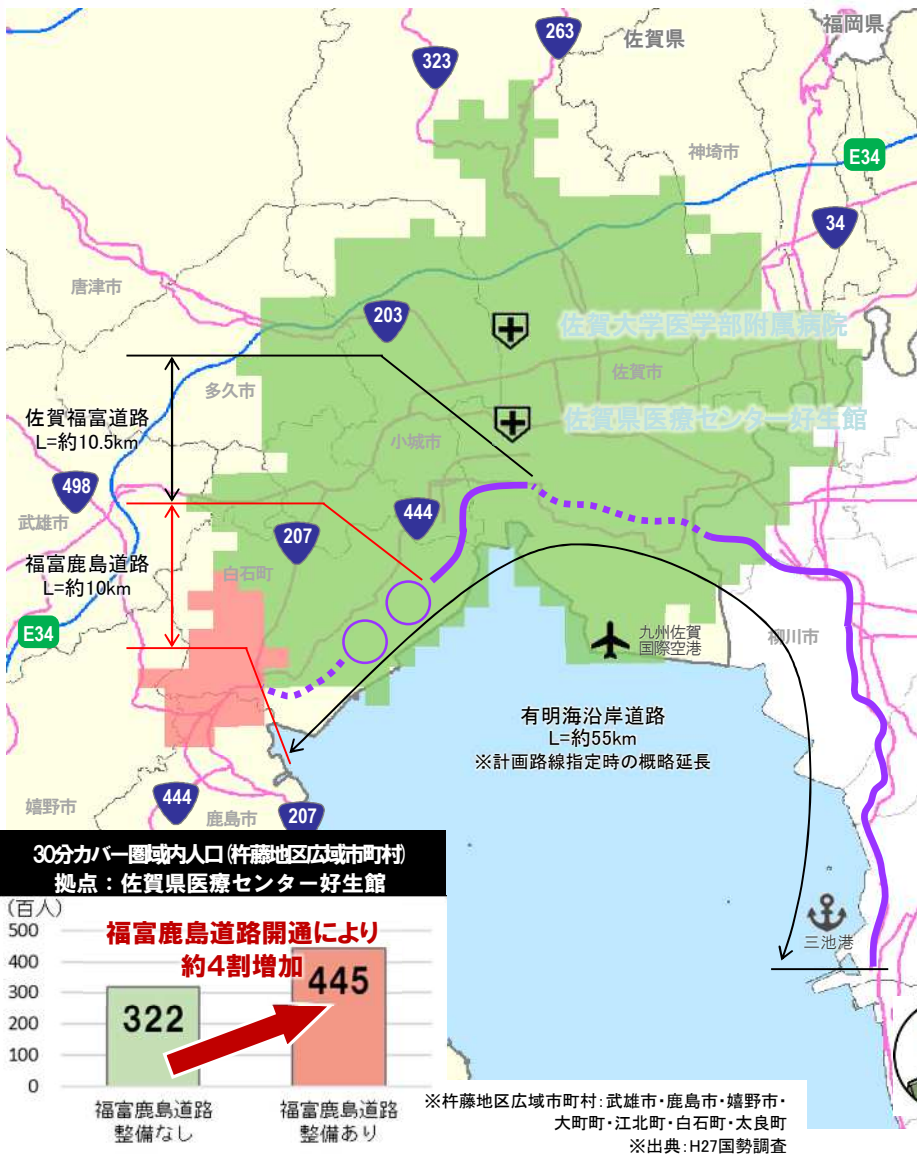 福岡県
263
佐賀県
323
神埼市
E34
34
唐津市
203
佐賀大学医学部附属病院
佐賀市
多久市
佐賀福富道路
L=約10.5km
佐賀県医療センター好生館
小城市
498
444
武雄市
207
福富鹿島道路
L=約10km
白石町
E34
九州佐賀
国際空港
柳川市
有明海沿岸道路
L=約55km
※計画路線指定時の概略延長
444
嬉野市
鹿島市
207
三池港
30分カバー圏域内人口(杵藤地区広域市町村)
拠点：佐賀県医療センター好生館
(百人)
福富鹿島道路開通により
約4割増加
500
400
300
200
100
0
322
445
福富鹿島道路
整備なし
福富鹿島道路
整備あり
※杵藤地区広域市町村：武雄市・鹿島市・嬉野市・
大町町・江北町・白石町・太良町
※出典：H27国勢調査